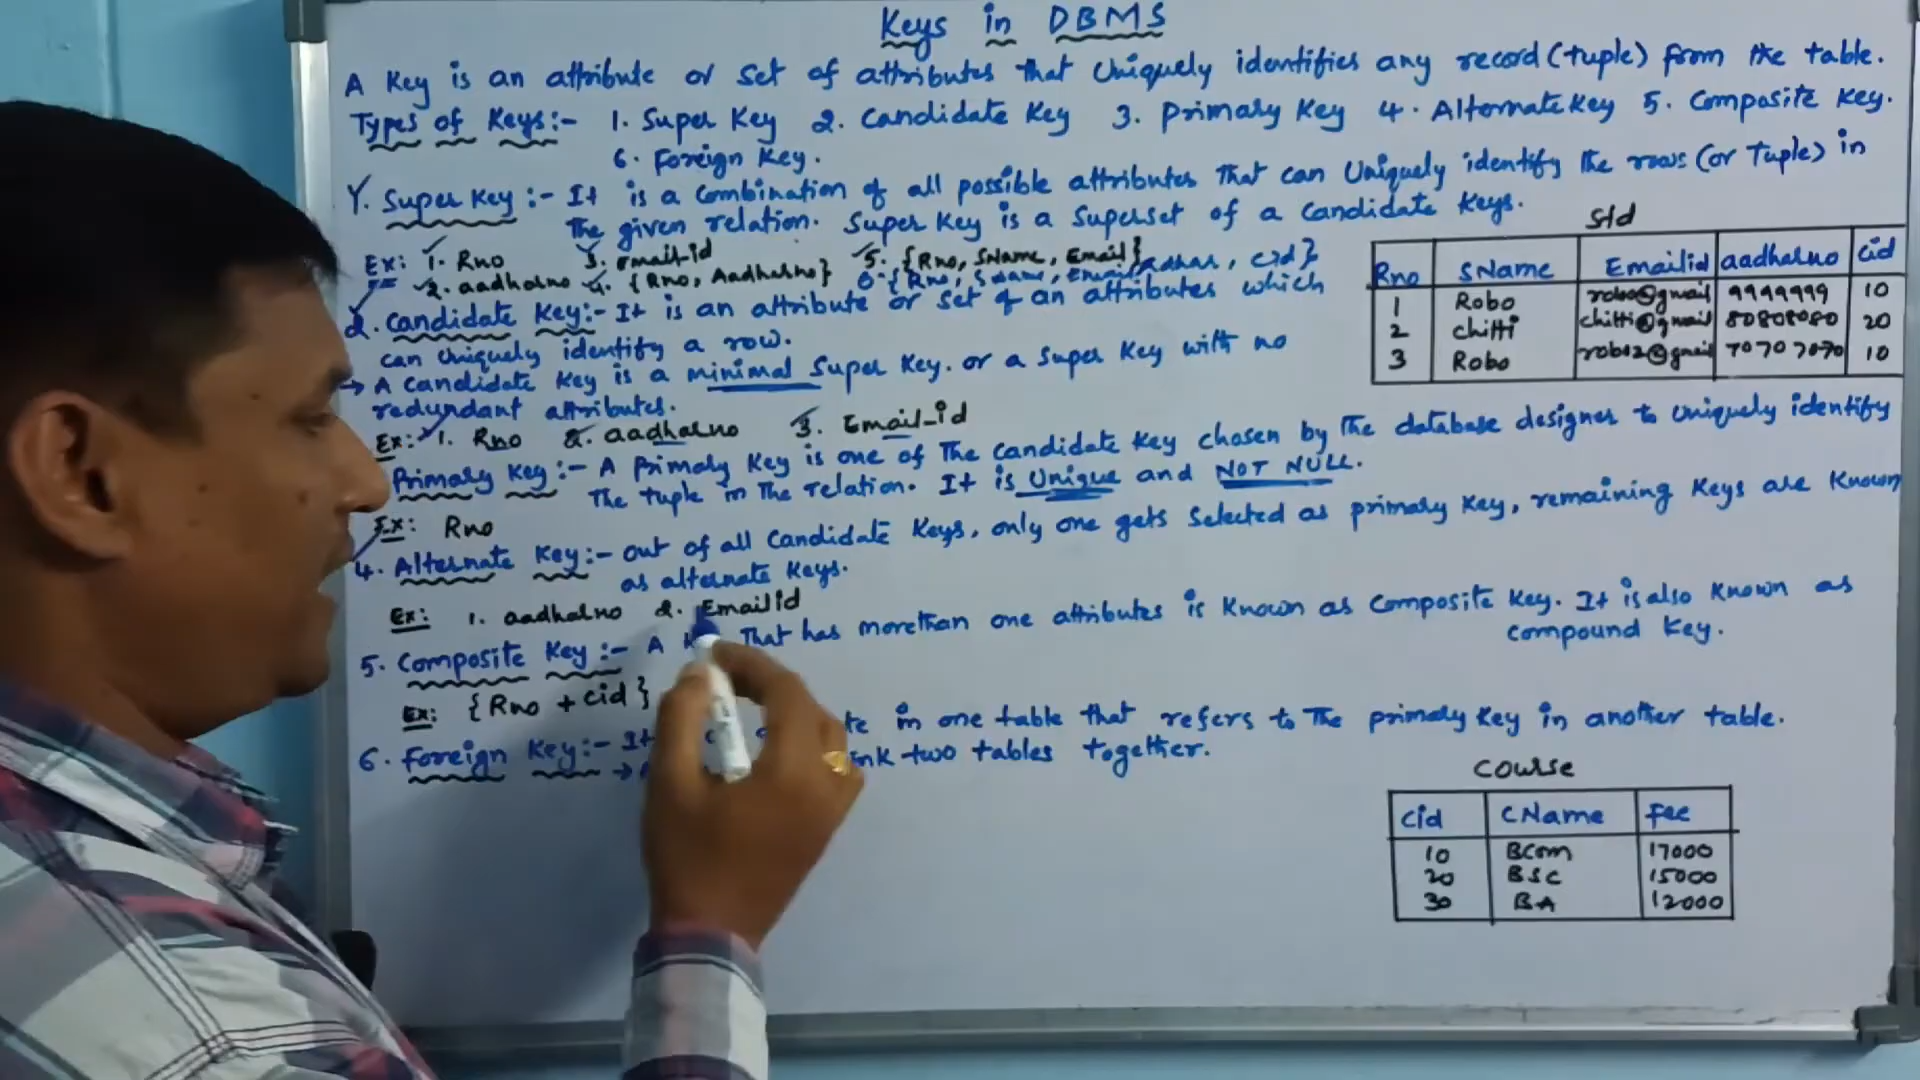 Keys in DBMS
A Key is an attribute or set of attributes that Uniquely identifies any record (tuple) from the table.
Types of Keys:- 1. Super Key 2. Candidate Key 3. Primary Key 4. Alternate Key 5. Composite Key.
6. Foreign Key.
1. Super Key :- It is a combination of all possible attributes that can Uniquely identify the rows (or Tuple) in
the given relation. Super Key is a Superset of a Candidate Keys.
Ex: 1. Rno 3. email-id 5. {Rno, SName, Email}
2. aadharno 4. {Rno, Aadharno} 6. {Rno, Sname, Email, Aadhar, Cid}
2. Candidate Key:- It is an attribute or set of an attributes which
can Uniquely identify a row.
→ A Candidate Key is a minimal Super Key. or a Super Key with no
redundant attributes.
Ex: 1. Rno 2. aadharno 3. Email-id
Primary Key :- A Primary Key is one of the Candidate Key chosen by the database designer to Uniquely identify
the tuple in the relation. It is Unique and NOT NULL.
Ex: Rno
4. Alternate Key :- out of all Candidate Keys, only one gets Selected as primary Key, remaining Keys are Known
as alternate Keys.
Ex: 1. aadharno 2. Emailid
5. Composite Key :- A That has morethan one attributes is Known as Composite Key. It is also Known as
Compound Key.
Ex: {Rno + Cid}
6. Foreign Key :- It in one table that refers to the primary Key in another table.
→ two tables together.
Std
Rno SName Emailid aadharno Cid
1 Robo robo@gmail 9999999 10
2 Chitti chitti@gmail 80808080 20
3 Robo robo2@gmail 70707070 10
Course
Cid CName Fee
10 BCom 17000
20 BSC 15000
30 BA 12000